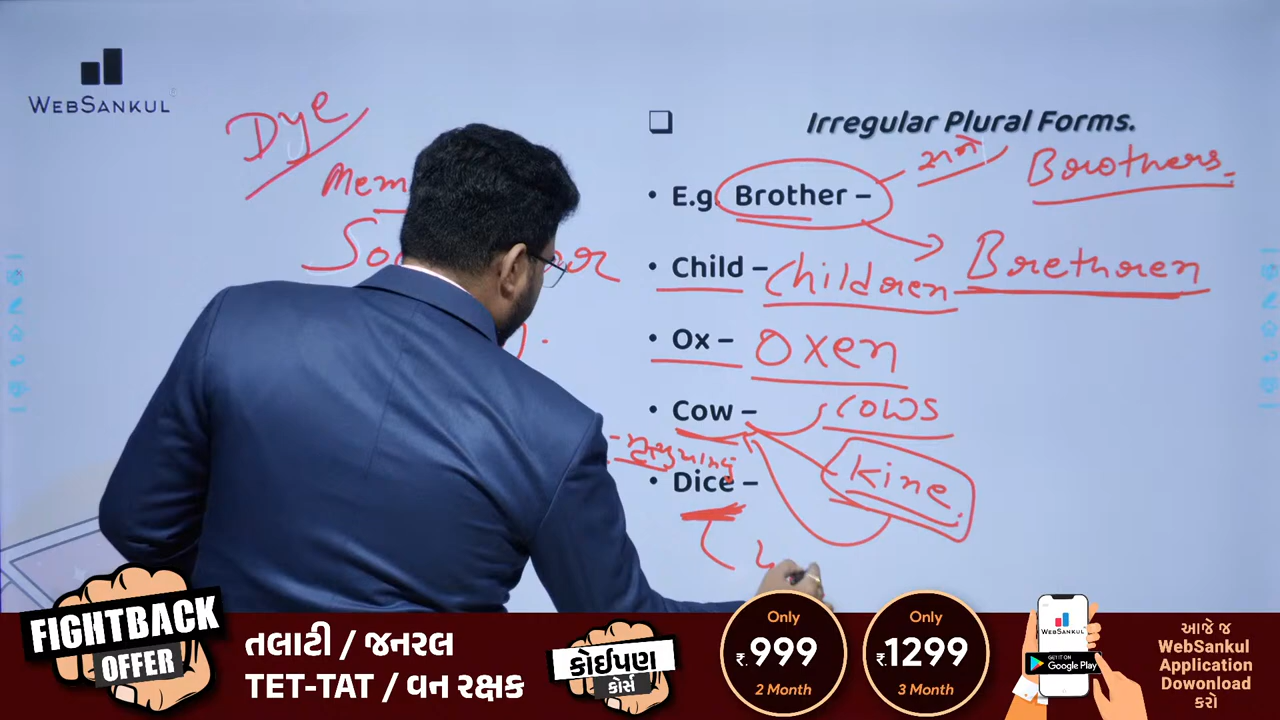 WEBSANKUL
Dye
Mem
Irregular Plural Forms.
Brothers.
E.g. Brother –
Brethren
Child – Children
Ox – Oxen
Cow – Cows
Kine
Dice –
FIGHTBACK
OFFER
તલાટી / જનરલ
TET-TAT / વન રક્ષક
કોઈપણ
કોર્સ
Only
₹.999
2 Month
Only
₹.1299
3 Month
WEBSANKUL
GET IT ON
Google Play
આજે જ
WebSankul
Application
Dowonload
કરો